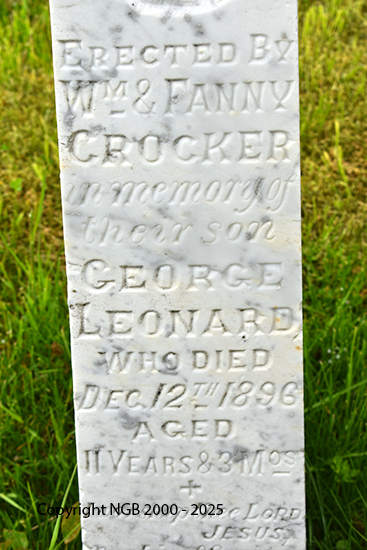 ERECTED BY
Wᴹ & FANNY
CROCKER
in memory of
their son
GEORGE
LEONARD,
WHO DIED
DEC. 12ᵀᴴ 1896
AGED
11 YEARS & 3 Mᴼˢ
Copyright NGB 2000 - 2025
LORD
JESUS,